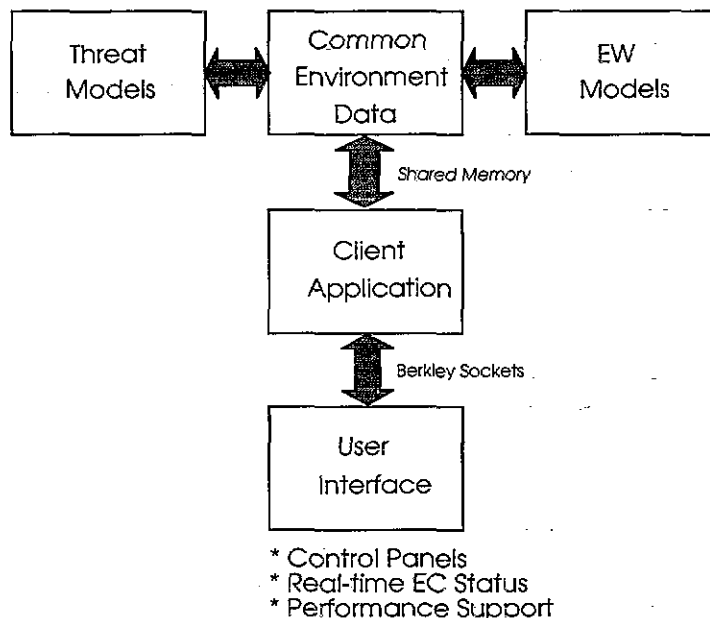 Threat
Models
Common
Environment
Data
EW
Models
Shared Memory
Client
Application
Berkley Sockets
User
Interface
* Control Panels
* Real-time EC Status
* Performance Support